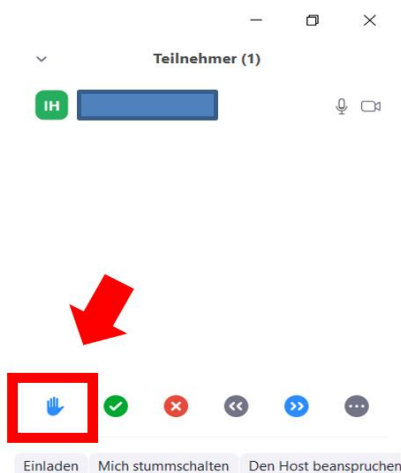 Teilnehmer (1)
IH
Einladen Mich stummschalten Den Host beanspruchen